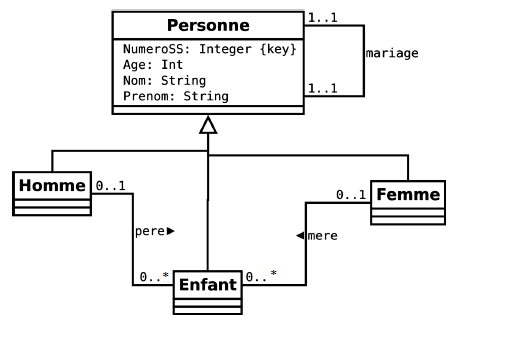 Personne
NumeroSS: Integer {key}
Age: Int
Nom: String
Prenom: String
1..1
mariage
1..1
Homme
0..1
0..1
Femme
pere▶
◀mere
0..*
Enfant
0..*